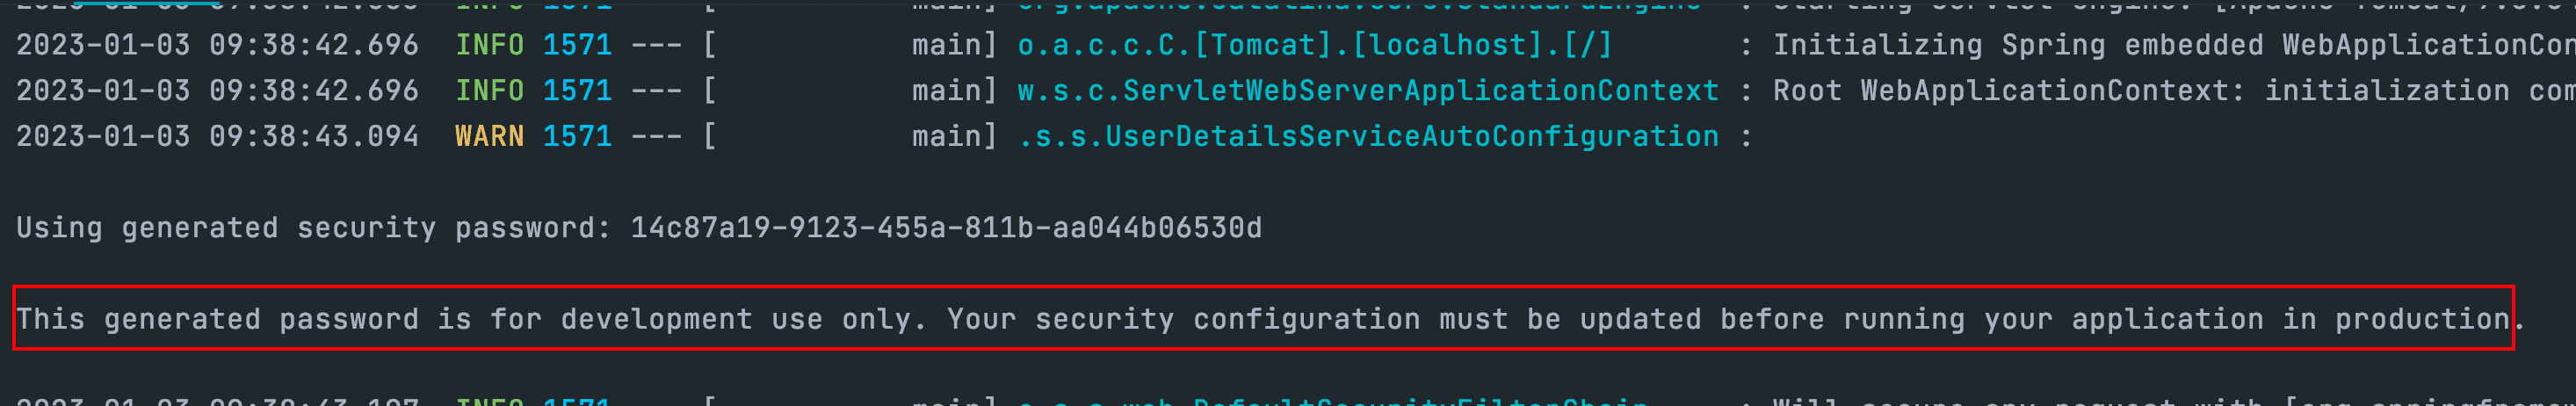 2023-01-03 09:38:42.696  INFO 1571 --- [           main] o.a.c.c.C.[Tomcat].[localhost].[/]       : Initializing Spring embedded WebApplicationCon
2023-01-03 09:38:42.696  INFO 1571 --- [           main] w.s.c.ServletWebServerApplicationContext : Root WebApplicationContext: initialization com
2023-01-03 09:38:43.094  WARN 1571 --- [           main] .s.s.UserDetailsServiceAutoConfiguration :
Using generated security password: 14c87a19-9123-455a-811b-aa044b06530d
This generated password is for development use only. Your security configuration must be updated before running your application in production.